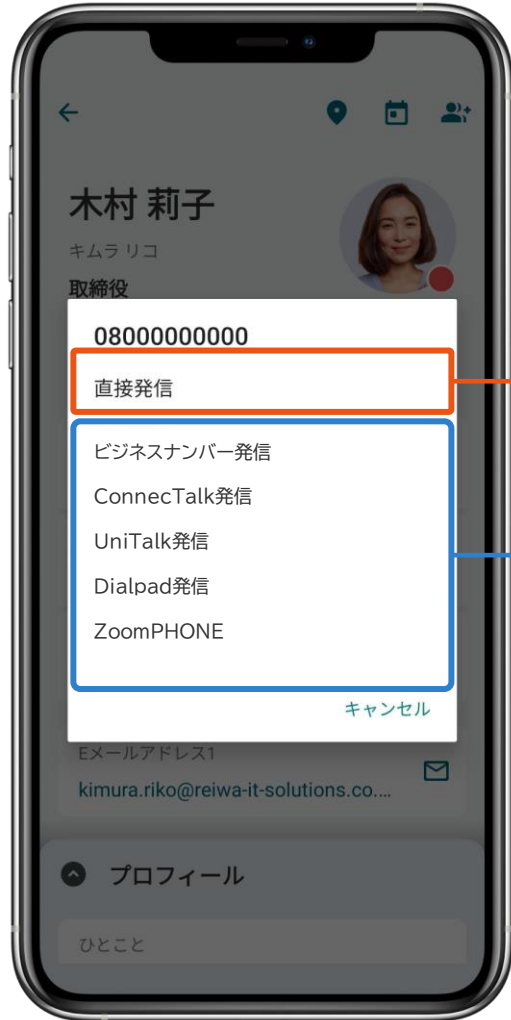 木村 莉子
キムラ リコ
取締役
08000000000
直接発信
ビジネスナンバー発信
ConnecTalk発信
UniTalk発信
Dialpad発信
ZoomPHONE
キャンセル
Eメールアドレス1
kimura.riko@reiwa-it-solutions.co....
プロフィール
ひとこと